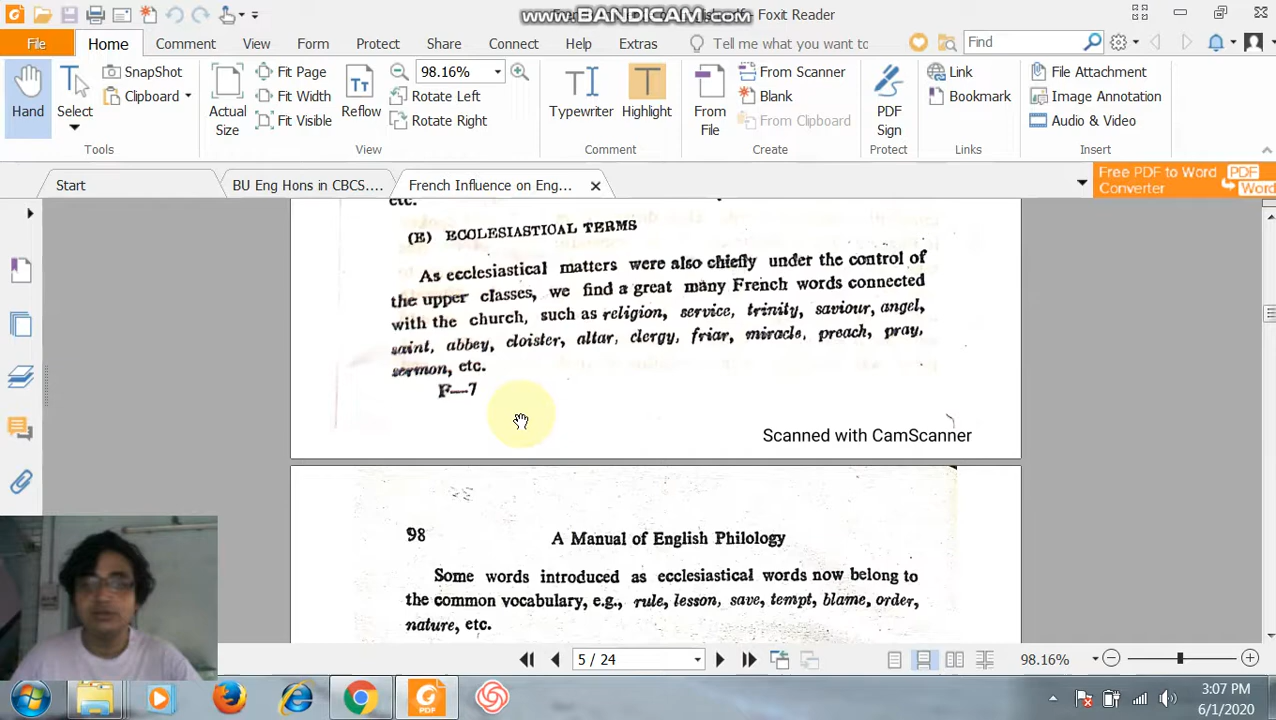 www.BANDICAM.com
Foxit Reader
File Home Comment View Form Protect Share Connect Help Extras Tell me what you want to Find
Hand
Select
SnapShot
Clipboard
Tools
Actual Size
Fit Page
Fit Width
Fit Visible
Reflow
98.16%
Rotate Left
Rotate Right
View
Typewriter
Highlight
Comment
From File
From Scanner
Blank
From Clipboard
Create
PDF Sign
Protect
Link
Bookmark
Links
File Attachment
Image Annotation
Audio & Video
Insert
Start BU Eng Hons in CBCS.... French Influence on Eng...
Free PDF to Word
Converter
PDF
Word
etc.
(E) ECCLESIASTICAL TERMS
As ecclesiastical matters were also chiefly under the control of
the upper classes, we find a great many French words connected
with the church, such as religion, service, trinity, saviour, angel,
saint, abbey, cloister, altar, clergy, friar, miracle, preach, pray,
sermon, etc.
F—7
Scanned with CamScanner
98 A Manual of English Philology
Some words introduced as ecclesiastical words now belong to
the common vocabulary, e.g., rule, lesson, save, tempt, blame, order,
nature, etc.
5 / 24
98.16%
PDF
3:07 PM
6/1/2020